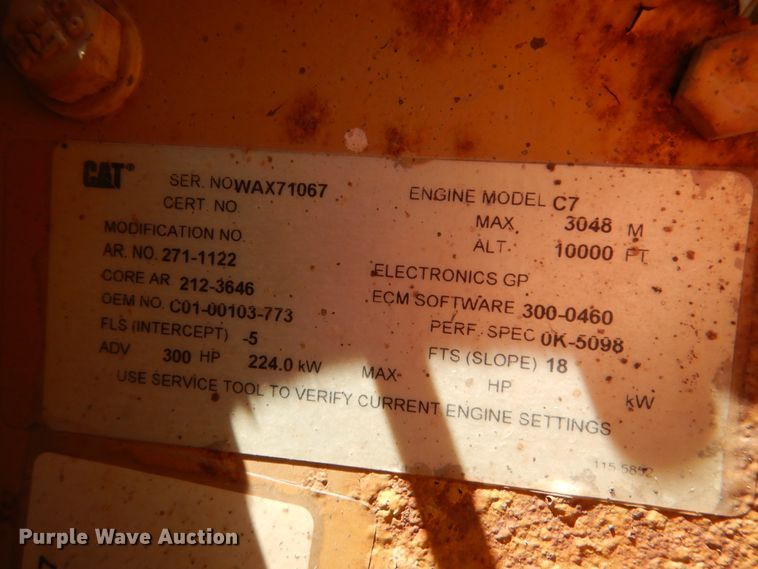 CAT SER. NO WAX71067 ENGINE MODEL C7
CERT. NO. MAX 3048 M
MODIFICATION NO ALT. 10000 FT
AR. NO. 271-1122 ELECTRONICS GP
CORE AR 212-3646 ECM SOFTWARE 300-0460
OEM NO. C01-00103-773 PERF. SPEC 0K-5098
FLS (INTERCEPT) -5 FTS (SLOPE) 18
ADV 300 HP 224.0 kW MAX HP kW
USE SERVICE TOOL TO VERIFY CURRENT ENGINE SETTINGS
Purple Wave Auction